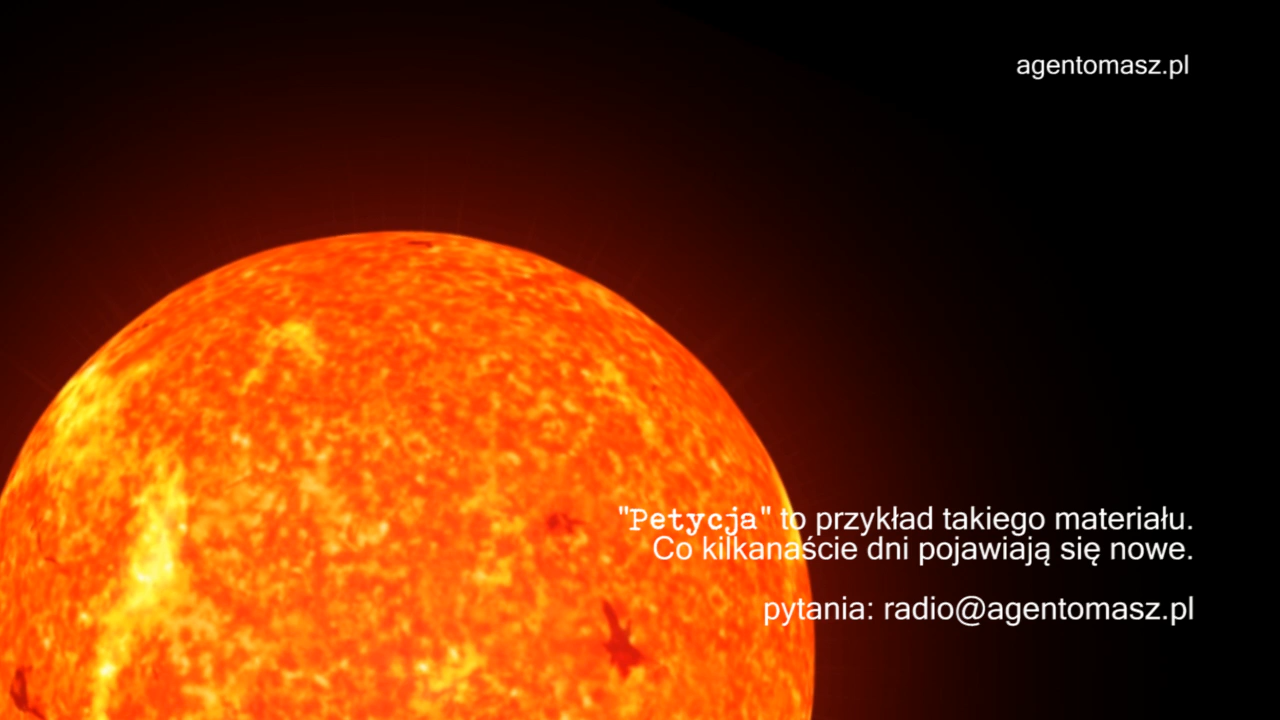 agentomasz.pl
"Petycja" to przykład takiego materiału.
Co kilkanaście dni pojawiają się nowe.
pytania: radio@agentomasz.pl